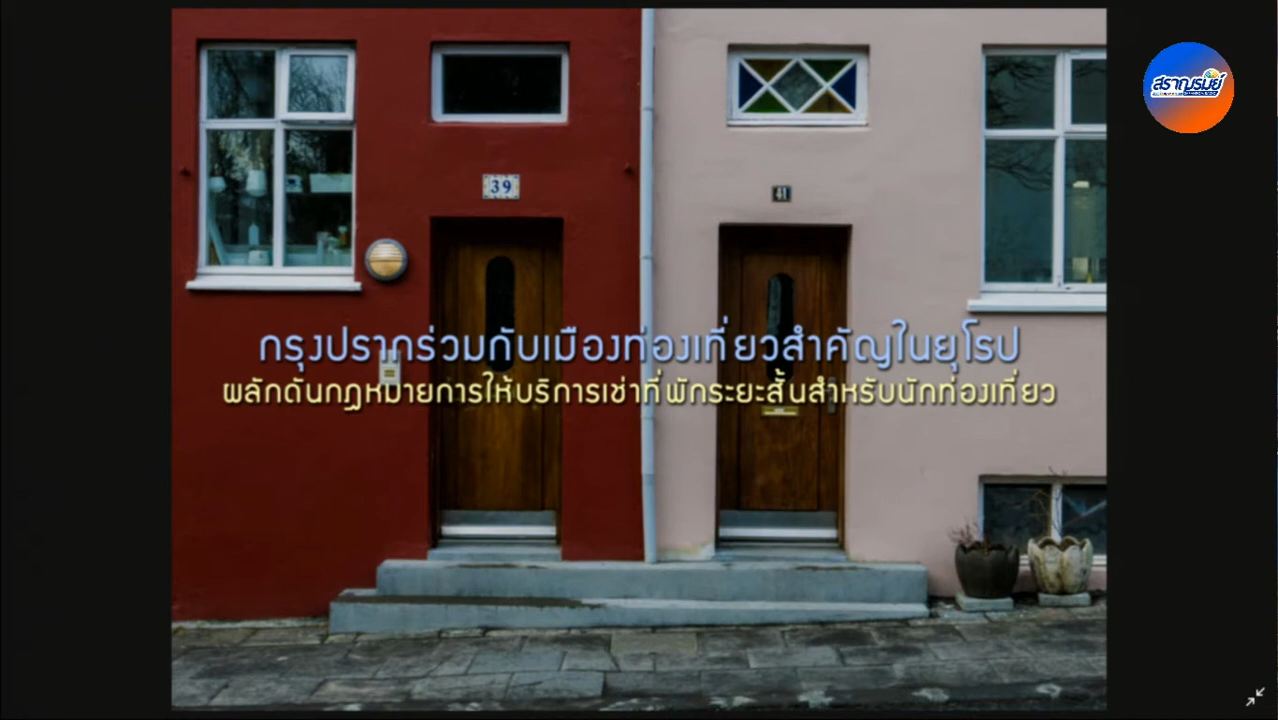 สราญรมย์
39
41
กรุงปรากร่วมกับเมืองท่องเที่ยวสำคัญในยุโรป
ผลักดันกฎหมายการให้บริการเช่าที่พักระยะสั้นสำหรับนักท่องเที่ยว